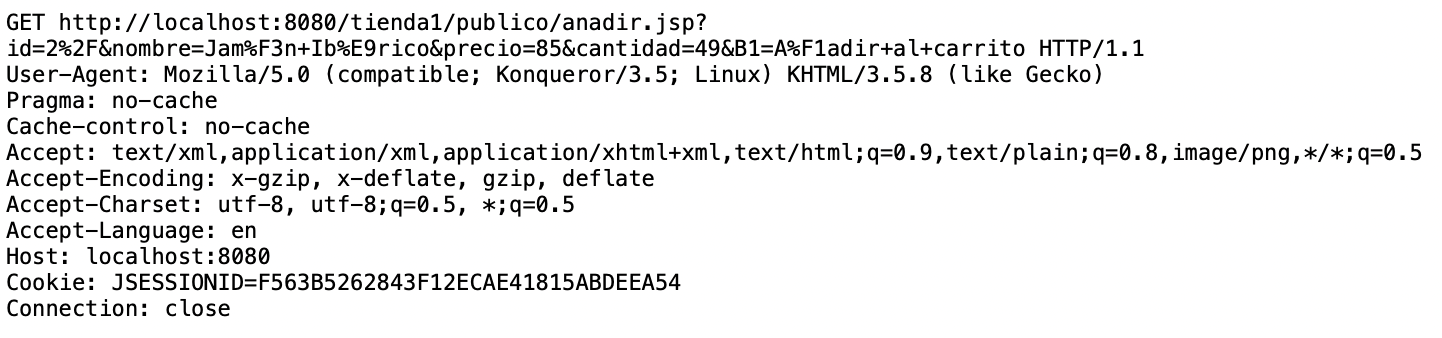 GET http://localhost:8080/tienda1/publico/anadir.jsp?
id=2%2F&nombre=Jam%F3n+Ib%E9rico&precio=85&cantidad=49&B1=A%F1adir+al+carrito HTTP/1.1
User-Agent: Mozilla/5.0 (compatible; Konqueror/3.5; Linux) KHTML/3.5.8 (like Gecko)
Pragma: no-cache
Cache-control: no-cache
Accept: text/xml,application/xml,application/xhtml+xml,text/html;q=0.9,text/plain;q=0.8,image/png,*/*;q=0.5
Accept-Encoding: x-gzip, x-deflate, gzip, deflate
Accept-Charset: utf-8, utf-8;q=0.5, *;q=0.5
Accept-Language: en
Host: localhost:8080
Cookie: JSESSIONID=F563B5262843F12ECAE41815ABDEEA54
Connection: close